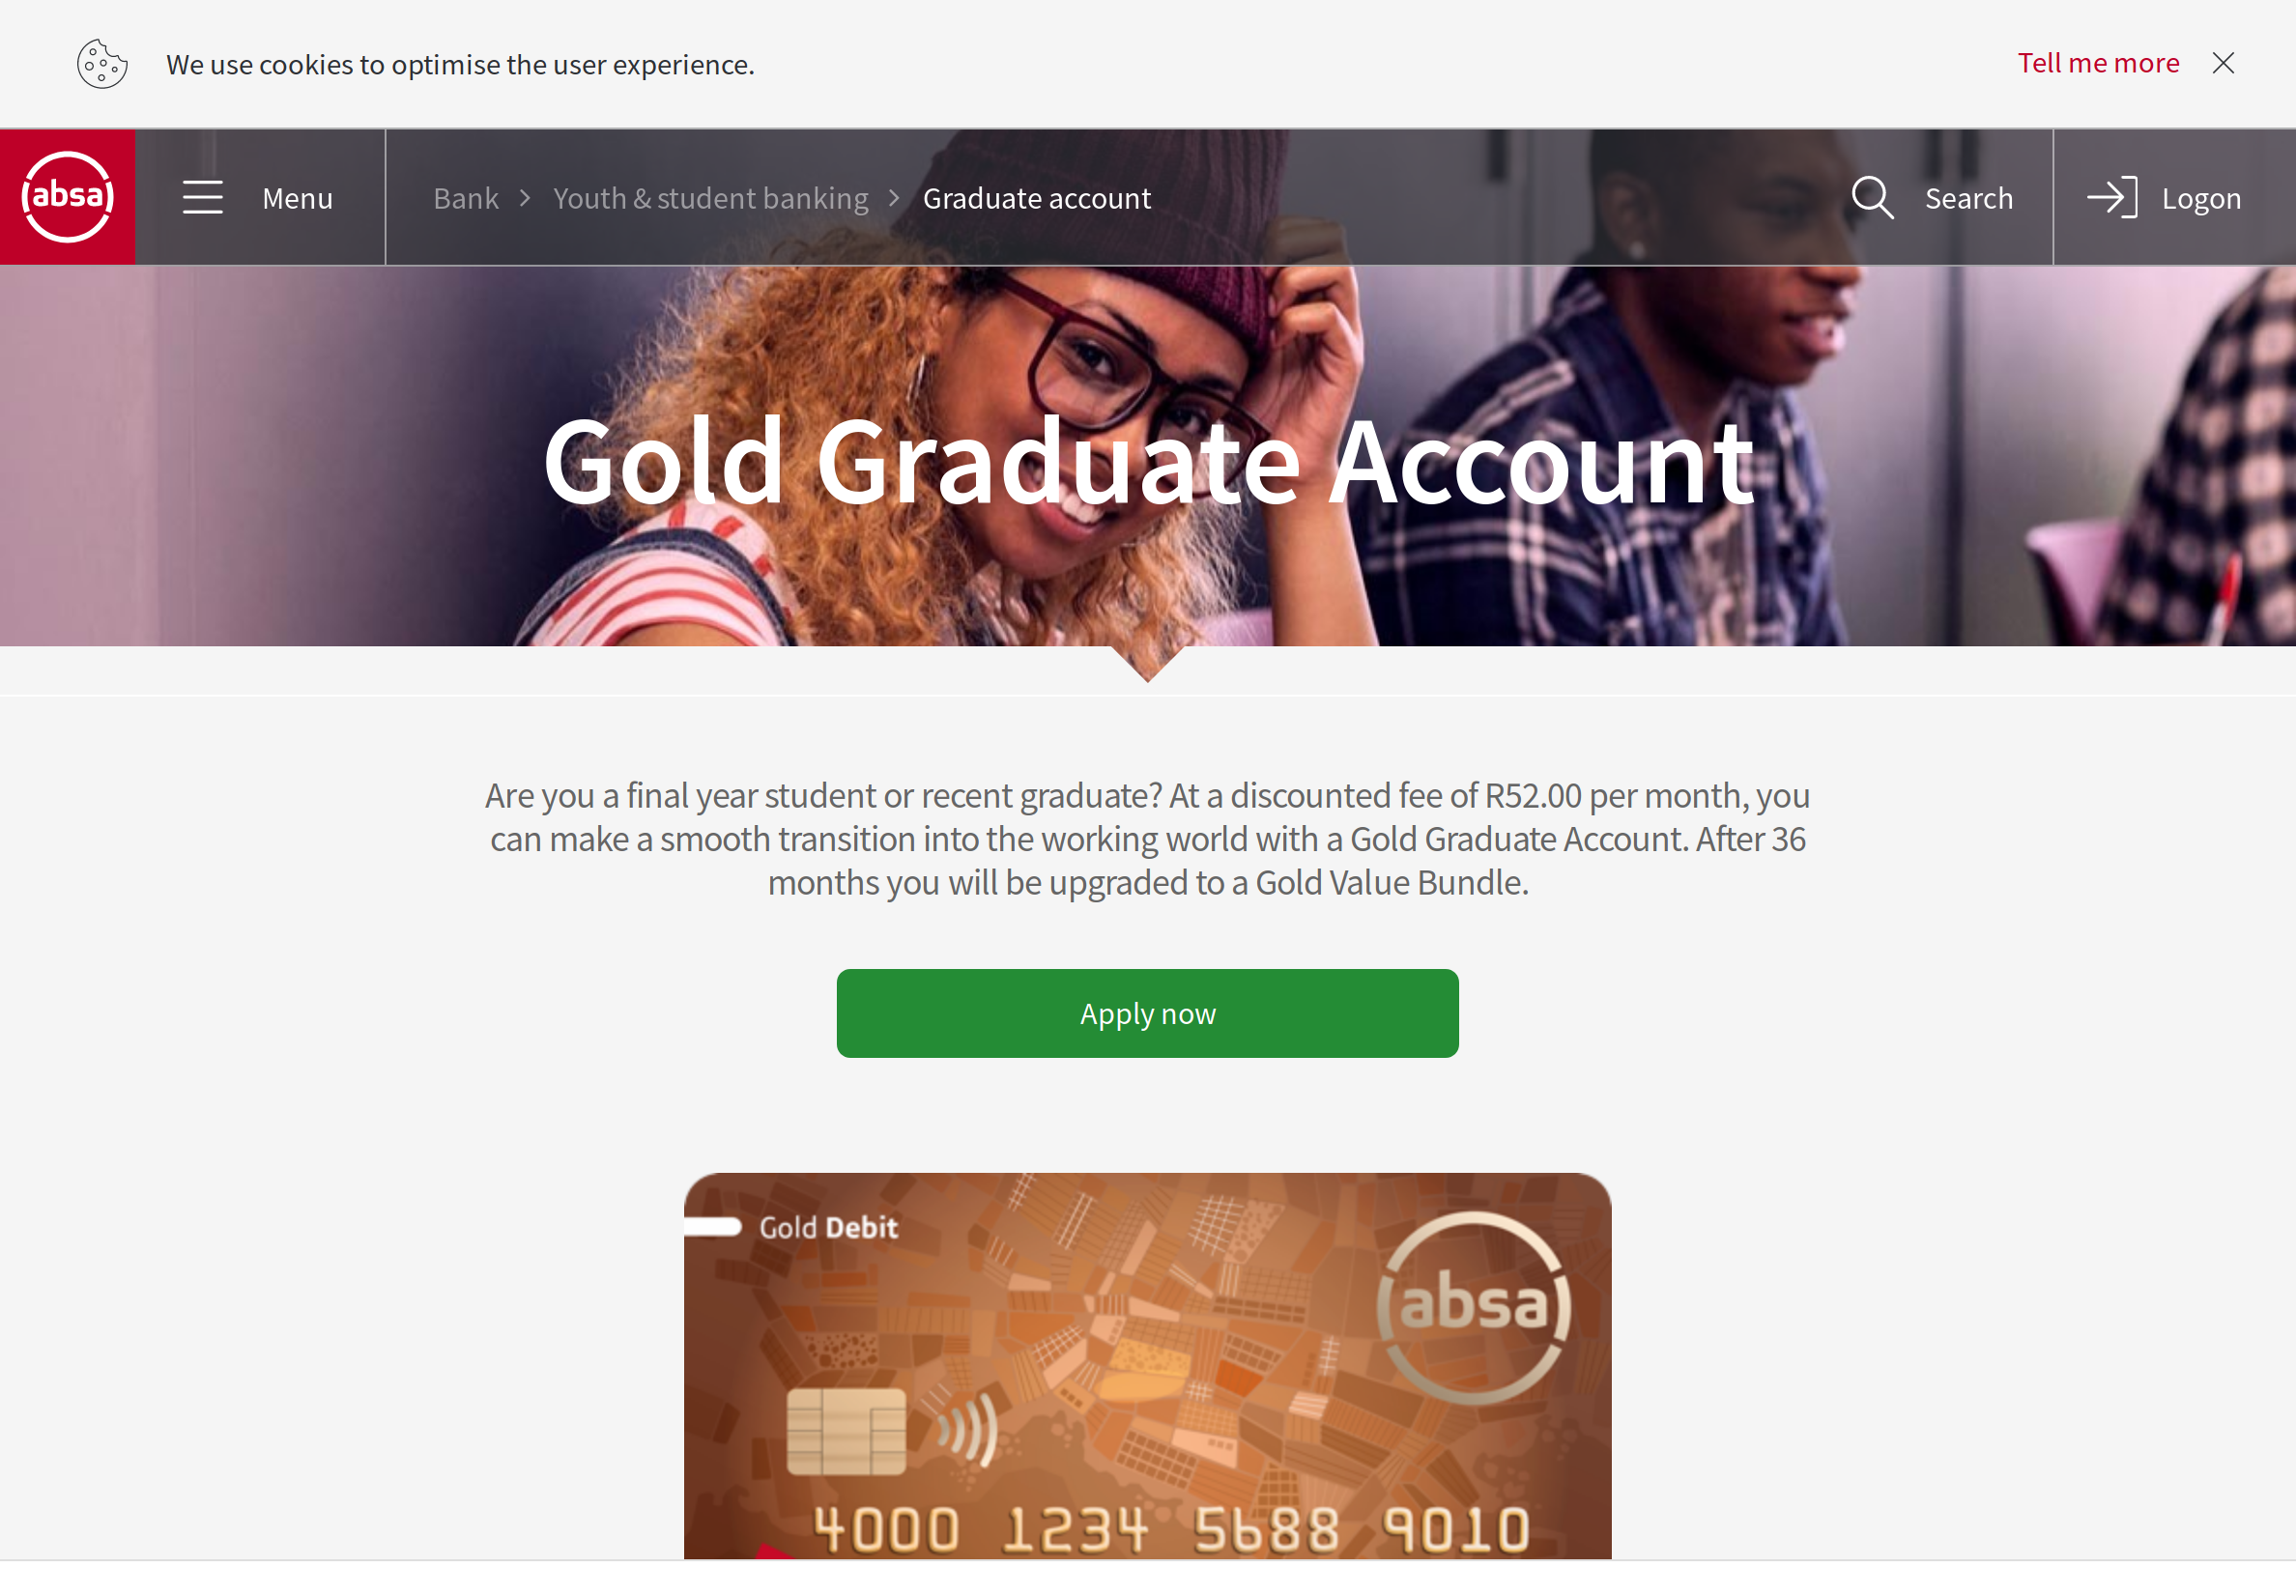 We use cookies to optimise the user experience.
Tell me more
absa
Menu
Bank > Youth & student banking > Graduate account
Search
Logon
Gold Graduate Account
Are you a final year student or recent graduate? At a discounted fee of R52.00 per month, you
can make a smooth transition into the working world with a Gold Graduate Account. After 36
months you will be upgraded to a Gold Value Bundle.
Apply now
Gold Debit
absa
4000 1234 5688 9010